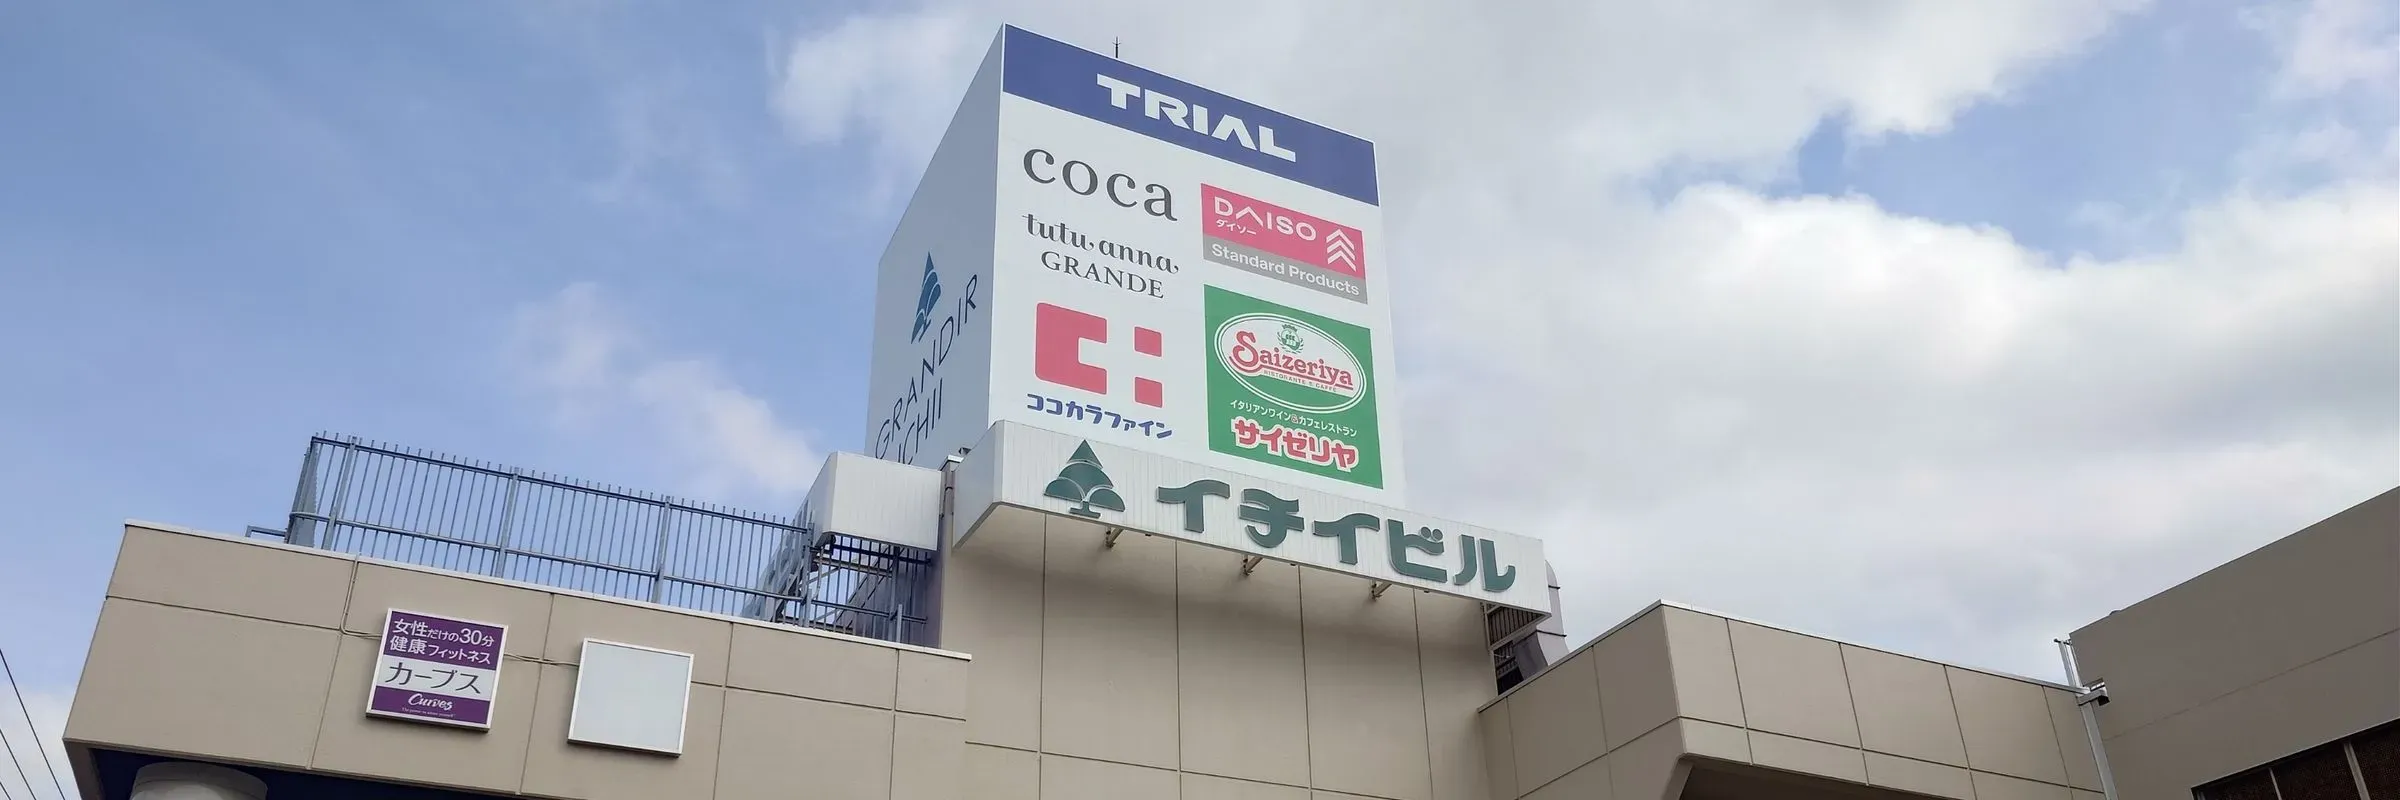 TRIAL
coca
DAISO
ダイソー
Standard Products
tutu anna
GRANDE
Saizeriya
RISTORANTE E CAFFÈ
イタリアンワイン&カフェレストラン
サイゼリヤ
ココカラファイン
GRANDIR
ICHII
イチイビル
女性だけの30分
健康フィットネス
カーブス
Curves